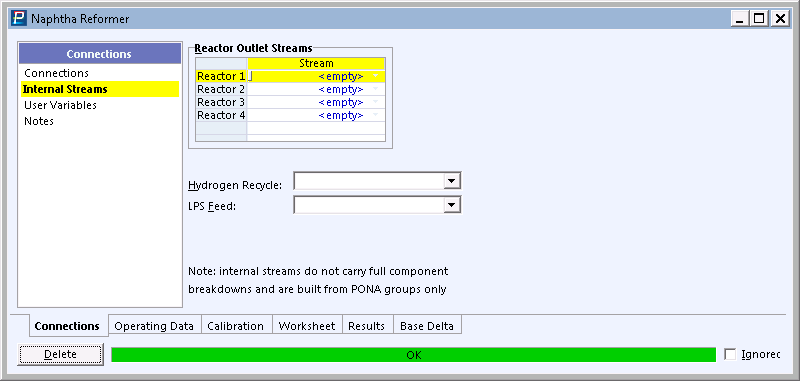 Naphtha Reformer
Connections
Connections
Internal Streams
User Variables
Notes
Reactor Outlet Streams
Stream
Reactor 1 <empty>
Reactor 2 <empty>
Reactor 3 <empty>
Reactor 4 <empty>
Hydrogen Recycle:
LPS Feed:
Note: internal streams do not carry full component
breakdowns and are built from PONA groups only
Connections Operating Data Calibration Worksheet Results Base Delta
Delete OK Ignorec